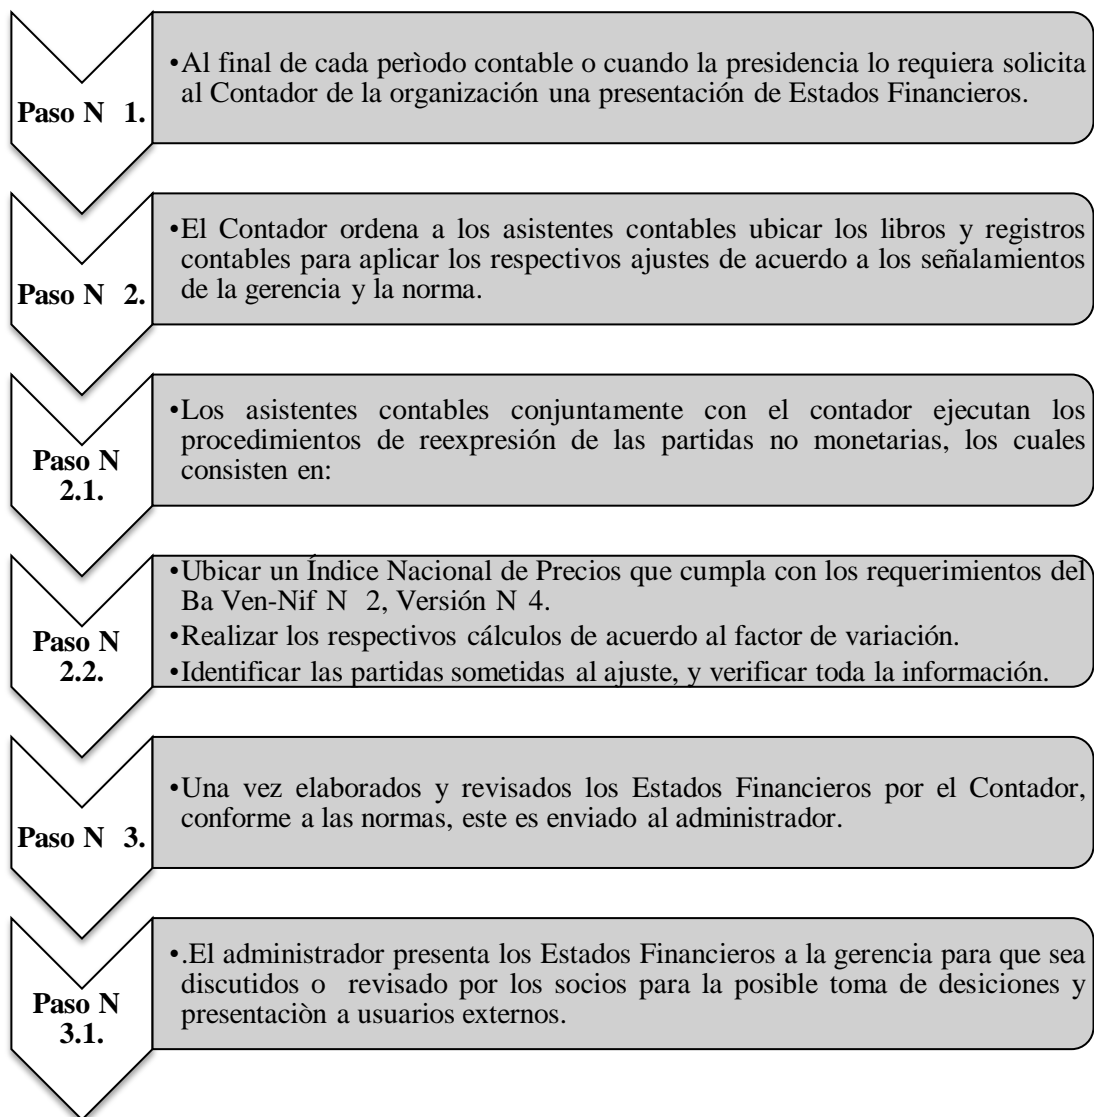 Paso N 1.
•Al final de cada perìodo contable o cuando la presidencia lo requiera solicita
al Contador de la organización una presentación de Estados Financieros.
Paso N 2.
•El Contador ordena a los asistentes contables ubicar los libros y registros
contables para aplicar los respectivos ajustes de acuerdo a los señalamientos
de la gerencia y la norma.
Paso N
2.1.
•Los asistentes contables conjuntamente con el contador ejecutan los
procedimientos de reexpresión de las partidas no monetarias, los cuales
consisten en:
Paso N
2.2.
•Ubicar un Índice Nacional de Precios que cumpla con los requerimientos del
Ba Ven-Nif N 2, Versión N 4.
•Realizar los respectivos cálculos de acuerdo al factor de variación.
•Identificar las partidas sometidas al ajuste, y verificar toda la información.
Paso N 3.
•Una vez elaborados y revisados los Estados Financieros por el Contador,
conforme a las normas, este es enviado al administrador.
Paso N
3.1.
•.El administrador presenta los Estados Financieros a la gerencia para que sea
discutidos o revisado por los socios para la posible toma de desiciones y
presentaciòn a usuarios externos.